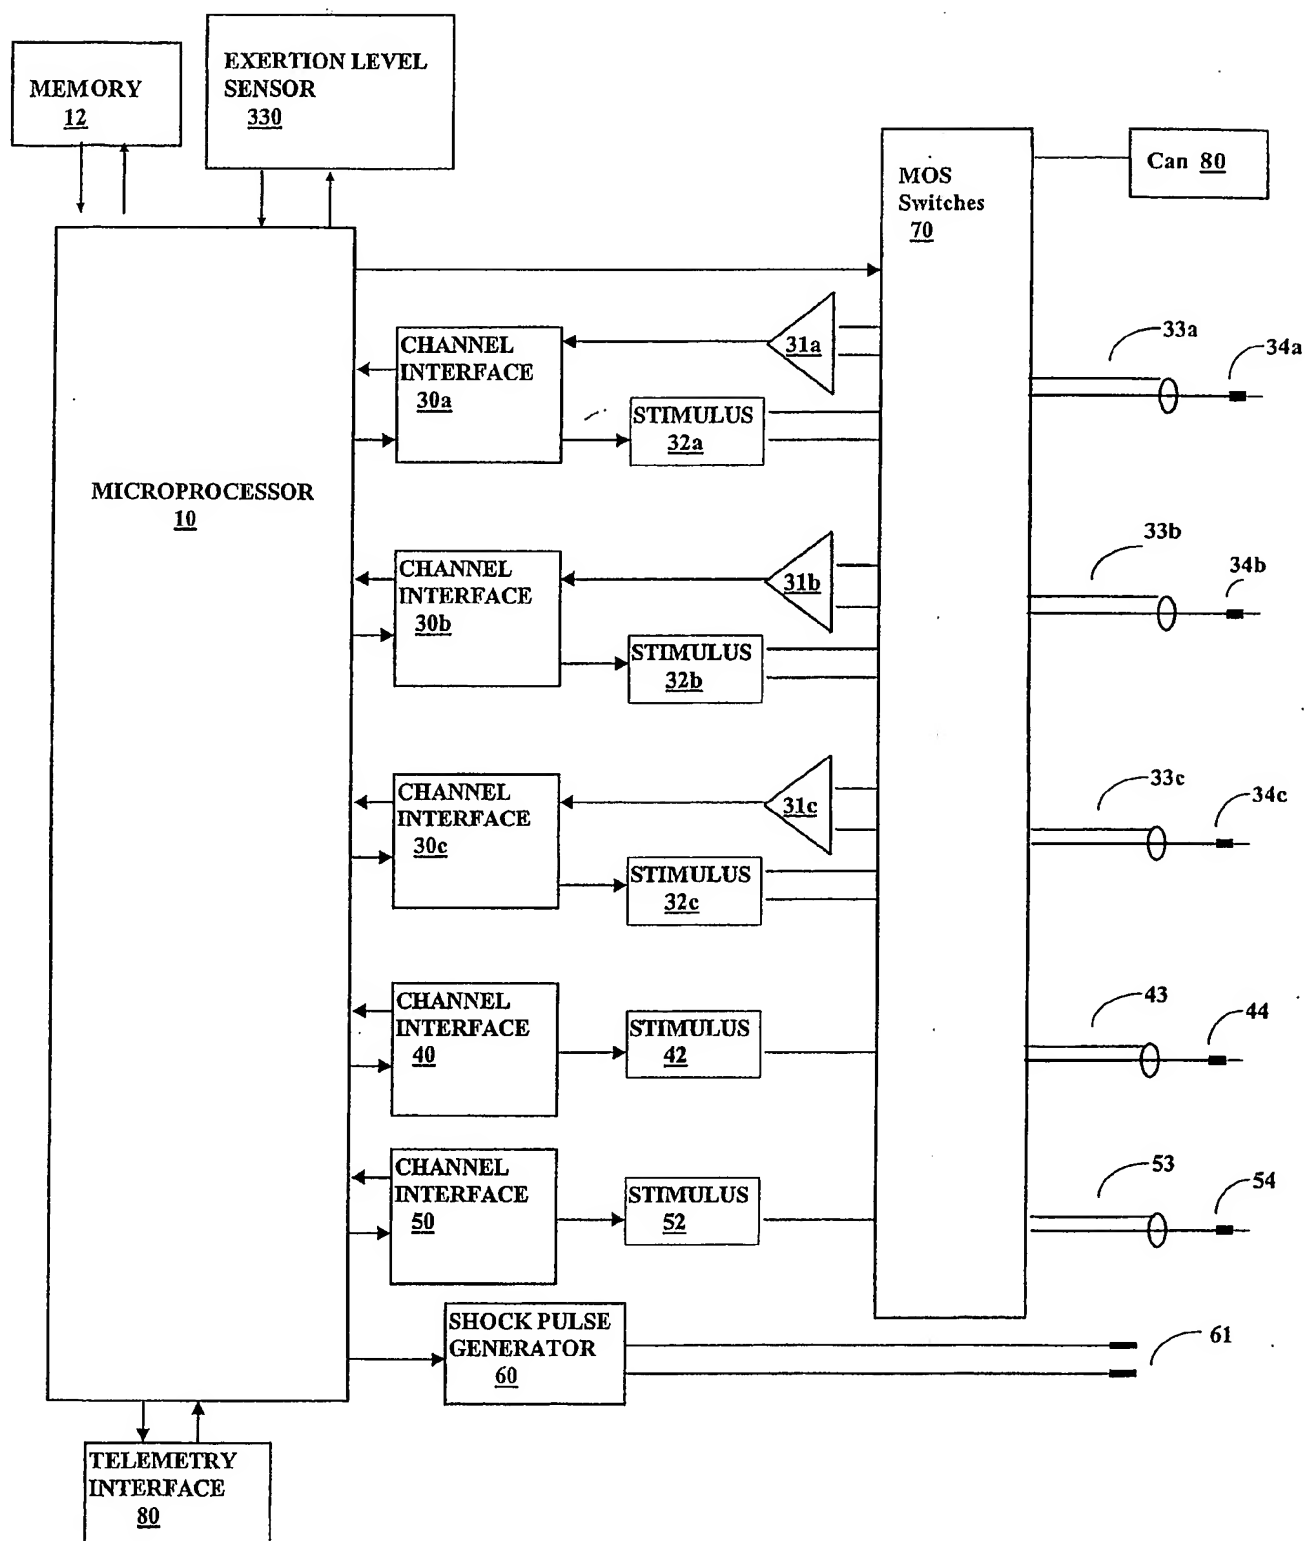 MEMORY
12
EXERTION LEVEL
SENSOR
330
MOS
Switches
70
Can 80
MICROPROCESSOR
10
CHANNEL
INTERFACE
30a
31a
STIMULUS
32a
33a
34a
CHANNEL
INTERFACE
30b
31b
STIMULUS
32b
33b
34b
CHANNEL
INTERFACE
30c
31c
STIMULUS
32c
33c
34c
CHANNEL
INTERFACE
40
STIMULUS
42
43
44
CHANNEL
INTERFACE
50
STIMULUS
52
53
54
SHOCK PULSE
GENERATOR
60
61
TELEMETRY
INTERFACE
80